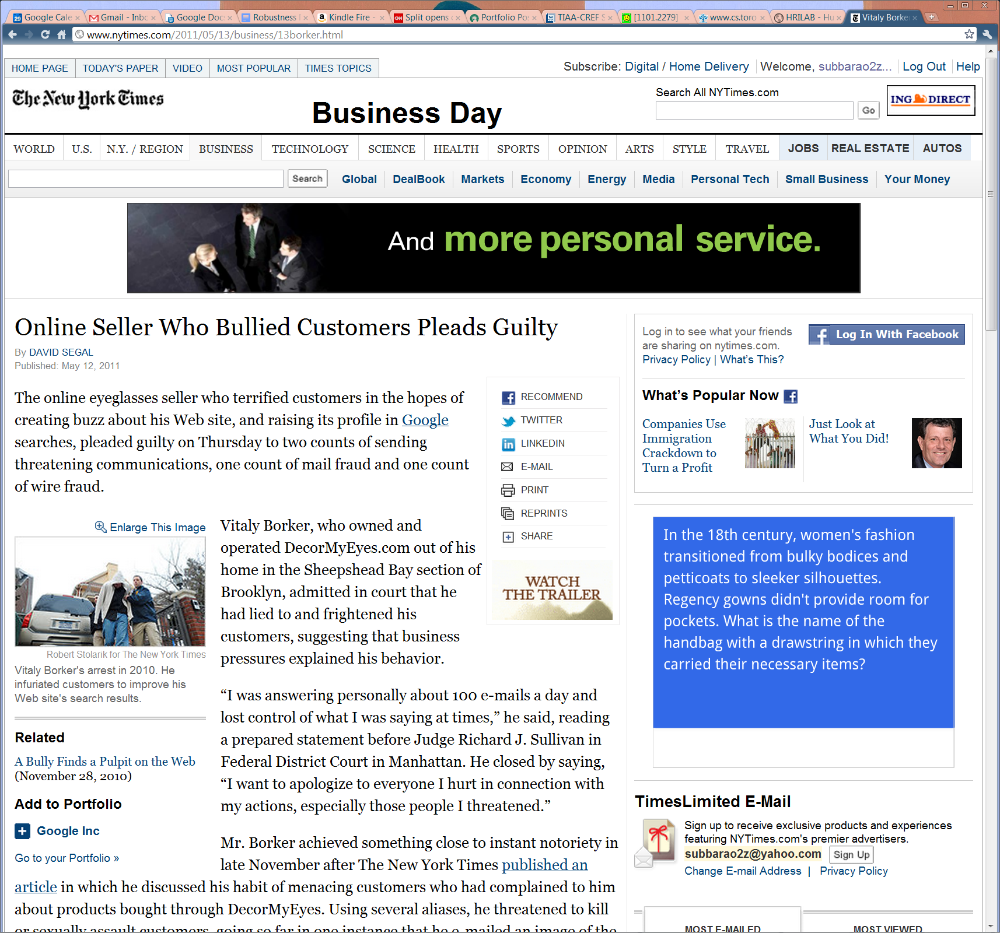 Google Cale
Gmail - Inbo
Google Doc
Robustness
Kindle Fire -
Split opens
Portfolio Po
TIAA-CREF S
[1101.2279]
www.cs.toro
HRILAB - Hu
Vitaly Borke
www.nytimes.com/2011/05/13/business/13borker.html
HOME PAGE
TODAY'S PAPER
VIDEO
MOST POPULAR
TIMES TOPICS
Subscribe: Digital / Home Delivery
Welcome, subbarao2z...
Log Out
Help
The New York Times
Business Day
Search All NYTimes.com
Go
ING DIRECT
WORLD
U.S.
N.Y. / REGION
BUSINESS
TECHNOLOGY
SCIENCE
HEALTH
SPORTS
OPINION
ARTS
STYLE
TRAVEL
JOBS
REAL ESTATE
AUTOS
Search
Global
DealBook
Markets
Economy
Energy
Media
Personal Tech
Small Business
Your Money
And more personal service.
Online Seller Who Bullied Customers Pleads Guilty
By DAVID SEGAL
Published: May 12, 2011
The online eyeglasses seller who terrified customers in the hopes of
creating buzz about his Web site, and raising its profile in Google
searches, pleaded guilty on Thursday to two counts of sending
threatening communications, one count of mail fraud and one count
of wire fraud.
RECOMMEND
TWITTER
LINKEDIN
E-MAIL
PRINT
REPRINTS
SHARE
WATCH
THE TRAILER
Enlarge This Image
Robert Stolarik for The New York Times
Vitaly Borker's arrest in 2010. He
infuriated customers to improve his
Web site's search results.
Related
A Bully Finds a Pulpit on the Web
(November 28, 2010)
Add to Portfolio
Google Inc
Go to your Portfolio »
Vitaly Borker, who owned and
operated DecorMyEyes.com out of his
home in the Sheepshead Bay section of
Brooklyn, admitted in court that he
had lied to and frightened his
customers, suggesting that business
pressures explained his behavior.
“I was answering personally about 100 e-mails a day and
lost control of what I was saying at times,” he said, reading
a prepared statement before Judge Richard J. Sullivan in
Federal District Court in Manhattan. He closed by saying,
“I want to apologize to everyone I hurt in connection with
my actions, especially those people I threatened.”
Mr. Borker achieved something close to instant notoriety in
late November after The New York Times published an
article in which he discussed his habit of menacing customers who had complained to him
about products bought through DecorMyEyes. Using several aliases, he threatened to kill
or sexually assault customers, going so far in one instance that he e-mailed an image of the
Log in to see what your friends
are sharing on nytimes.com.
Privacy Policy | What’s This?
Log In With Facebook
What’s Popular Now
Companies Use
Immigration
Crackdown to
Turn a Profit
Just Look at
What You Did!
In the 18th century, women's fashion
transitioned from bulky bodices and
petticoats to sleeker silhouettes.
Regency gowns didn't provide room for
pockets. What is the name of the
handbag with a drawstring in which they
carried their necessary items?
TimesLimited E-Mail
Sign up to receive exclusive products and experiences
featuring NYTimes.com's premier advertisers.
subbarao2z@yahoo.com
Sign Up
Change E-mail Address | Privacy Policy
MOST E-MAILED
MOST VIEWED